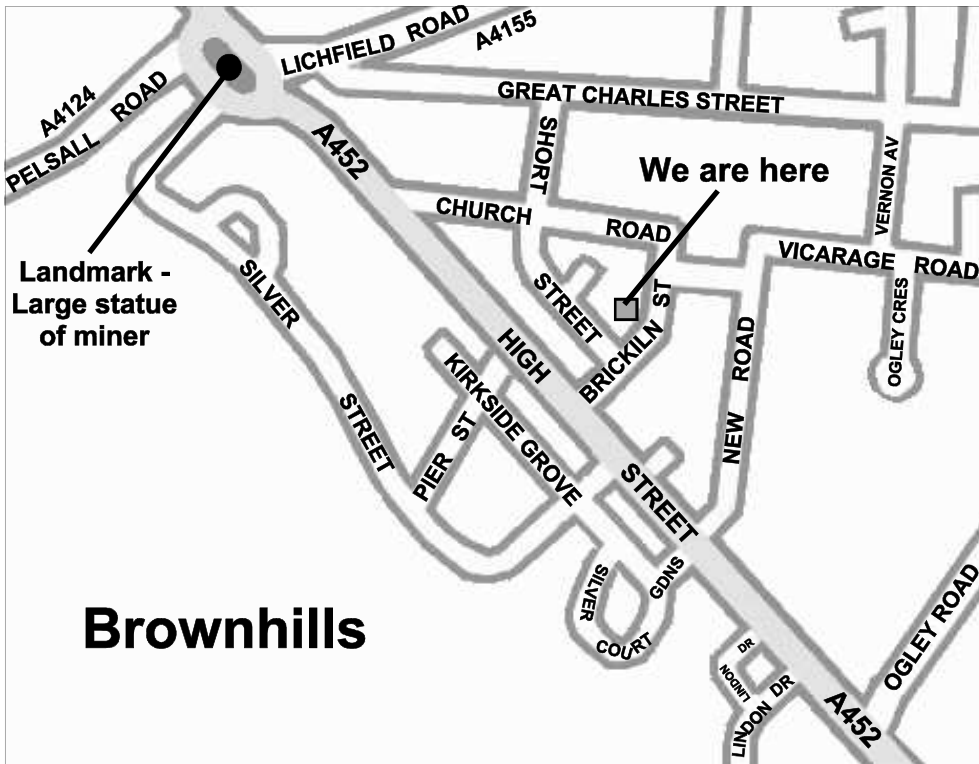 LICHFIELD ROAD
A4155
A4124
PELSALL ROAD
GREAT CHARLES STREET
A452
SHORT
STREET
We are here
VERNON AV
CHURCH ROAD
VICARAGE ROAD
Landmark -
Large statue
of miner
SILVER
STREET
BRICKILN ST
OGLEY CRES
HIGH
STREET
KIRKSIDE GROVE
PIER ST
NEW ROAD
SILVER
COURT
GDNS
Brownhills
OGLEY ROAD
LINDON
DR
LINDON DR
A452